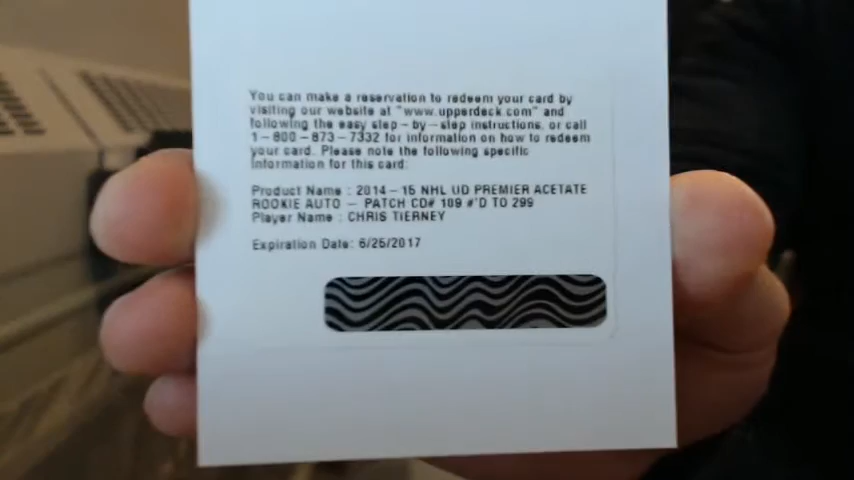 You can make a reservation to redeem your card by
visiting our website at "www.upperdeck.com" and
following the easy step-by-step instructions, or call
1-800-873-7332 for information on how to redeem
your card. Please note the following specific
information for this card:
Product Name : 2014-15 NHL UD PREMIER ACETATE
ROOKIE AUTO - PATCH CD# 109 #'D TO 299
Player Name : CHRIS TIERNEY
Expiration Date: 6/25/2017